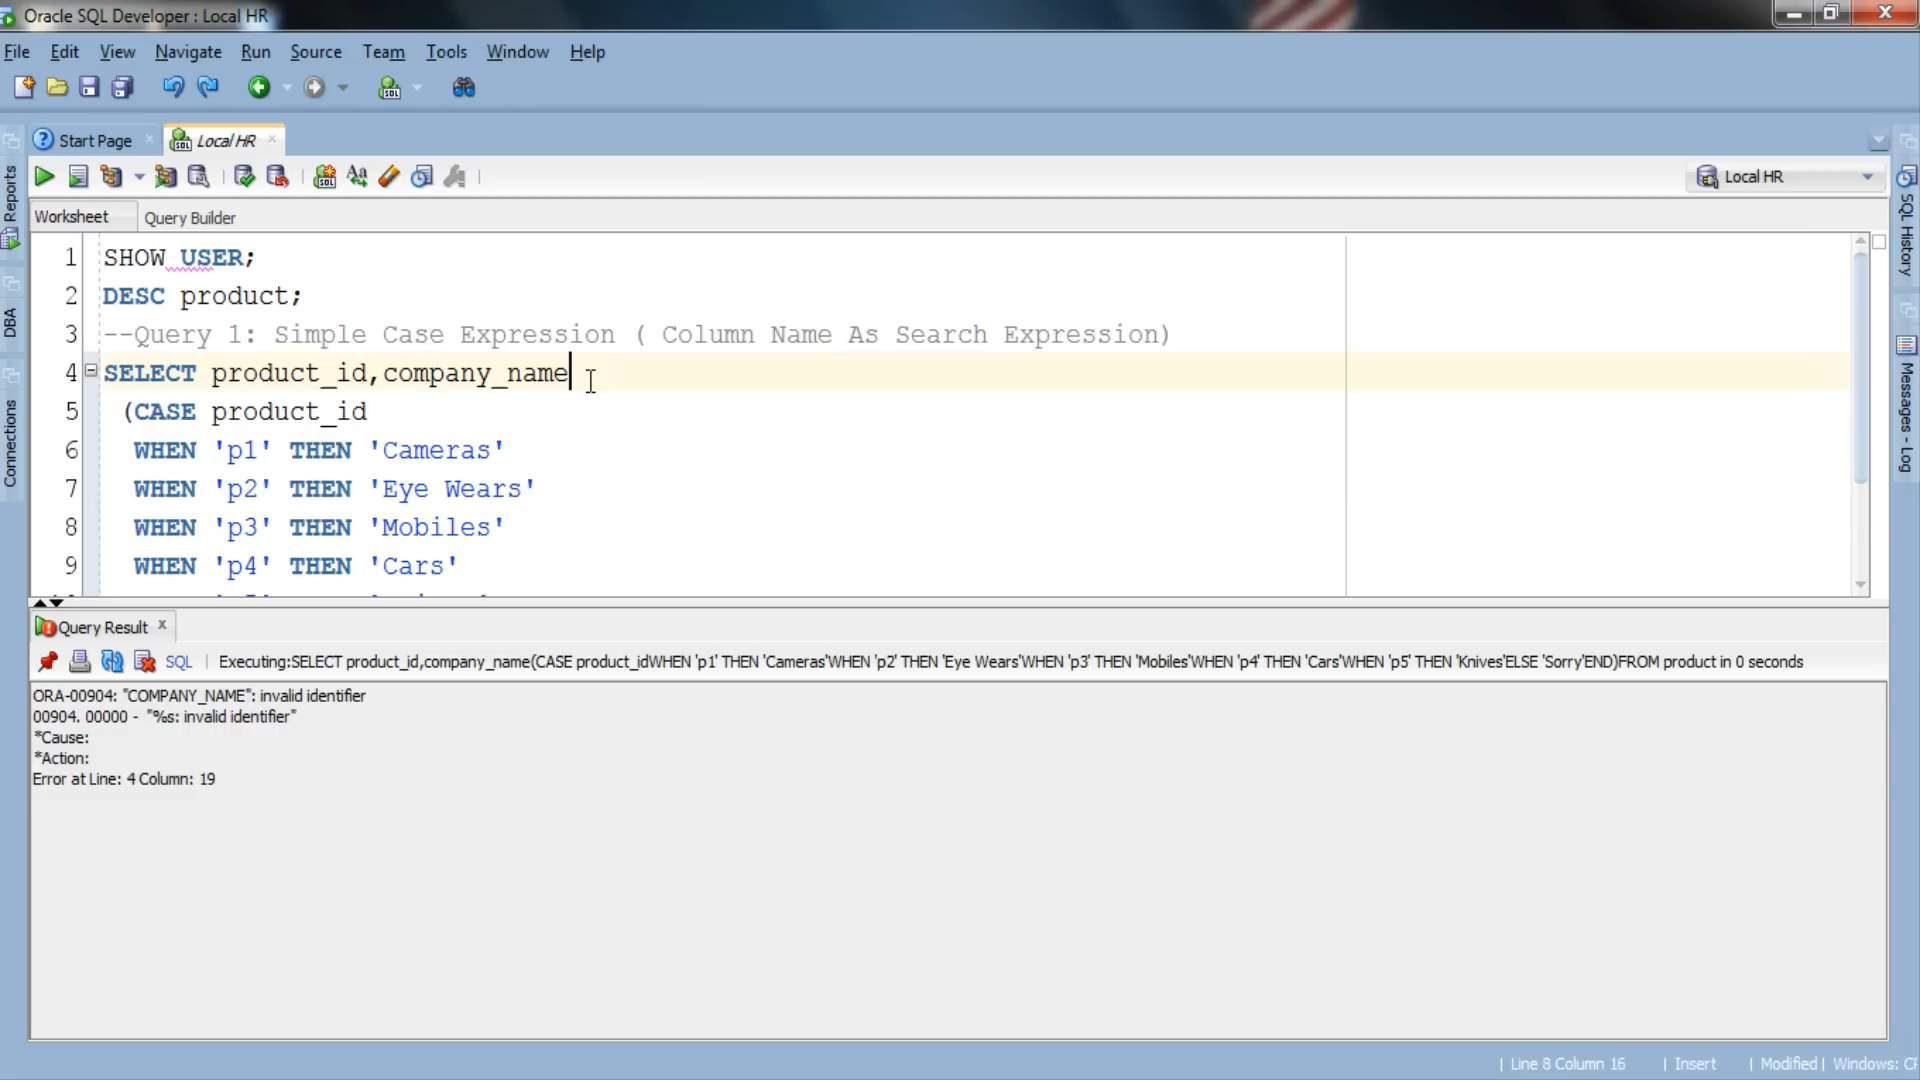 Oracle SQL Developer : Local HR
File Edit View Navigate Run Source Team Tools Window Help
Start Page
Local HR
Local HR
Worksheet Query Builder
1 SHOW USER;
2 DESC product;
3 --Query 1: Simple Case Expression ( Column Name As Search Expression)
4 SELECT product_id,company_name
5 (CASE product_id
6 WHEN 'p1' THEN 'Cameras'
7 WHEN 'p2' THEN 'Eye Wears'
8 WHEN 'p3' THEN 'Mobiles'
9 WHEN 'p4' THEN 'Cars'
Reports
DBA
Connections
SQL History
Messages - Log
Query Result
SQL | Executing:SELECT product_id,company_name(CASE product_idWHEN 'p1' THEN 'Cameras'WHEN 'p2' THEN 'Eye Wears'WHEN 'p3' THEN 'Mobiles'WHEN 'p4' THEN 'Cars'WHEN 'p5' THEN 'Knives'ELSE 'Sorry'END)FROM product in 0 seconds
ORA-00904: "COMPANY_NAME": invalid identifier
00904. 00000 - "%s: invalid identifier"
*Cause:
*Action:
Error at Line: 4 Column: 19
| Line 8 Column 16 | Insert | Modified | Windows: